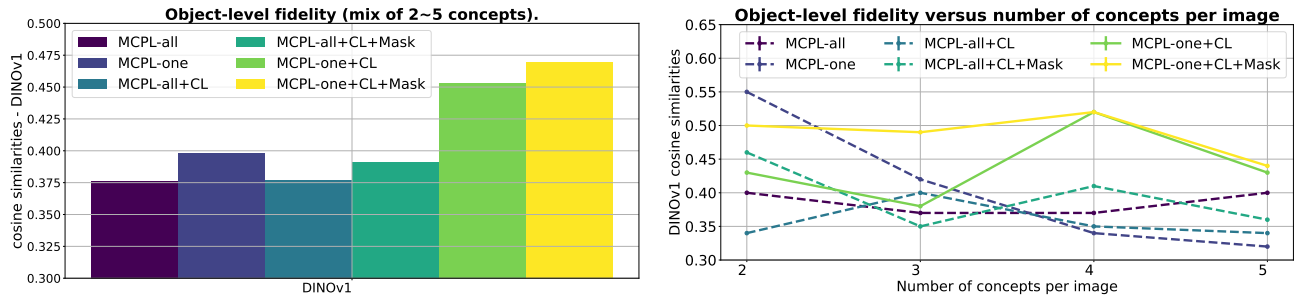 Object-level fidelity (mix of 2~5 concepts).
cosine similarities - DINOv1
0.500
0.475
0.450
0.425
0.400
0.375
0.350
0.325
0.300
MCPL-all
MCPL-one
MCPL-all+CL
MCPL-all+CL+Mask
MCPL-one+CL
MCPL-one+CL+Mask
DINOv1
Object-level fidelity versus number of concepts per image
DINOv1 cosine similarities
0.65
0.60
0.55
0.50
0.45
0.40
0.35
0.30
MCPL-all
MCPL-one
MCPL-all+CL
MCPL-all+CL+Mask
MCPL-one+CL
MCPL-one+CL+Mask
2 3 4 5
Number of concepts per image